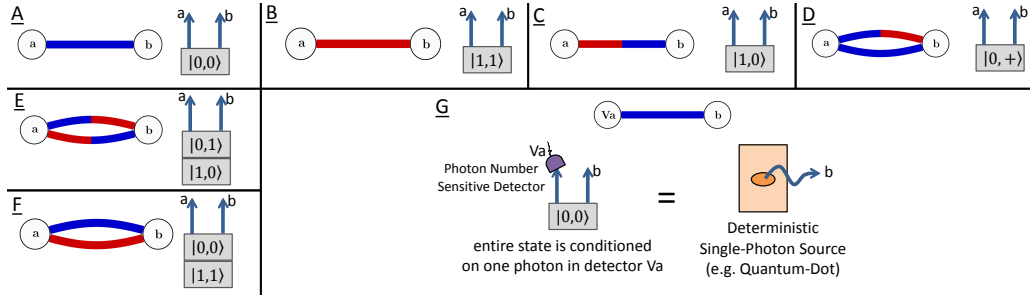 A
a
b
a
b
|0,0⟩
B
a
b
a
b
|1,1⟩
C
a
b
a
b
|1,0⟩
D
a
b
a
b
|0, +⟩
E
a
b
a
b
|0,1⟩
|1,0⟩
F
a
b
a
b
|0,0⟩
|1,1⟩
G
Va
b
Va
Photon Number
Sensitive Detector
b
|0,0⟩
=
b
entire state is conditioned
on one photon in detector Va
Deterministic
Single-Photon Source
(e.g. Quantum-Dot)